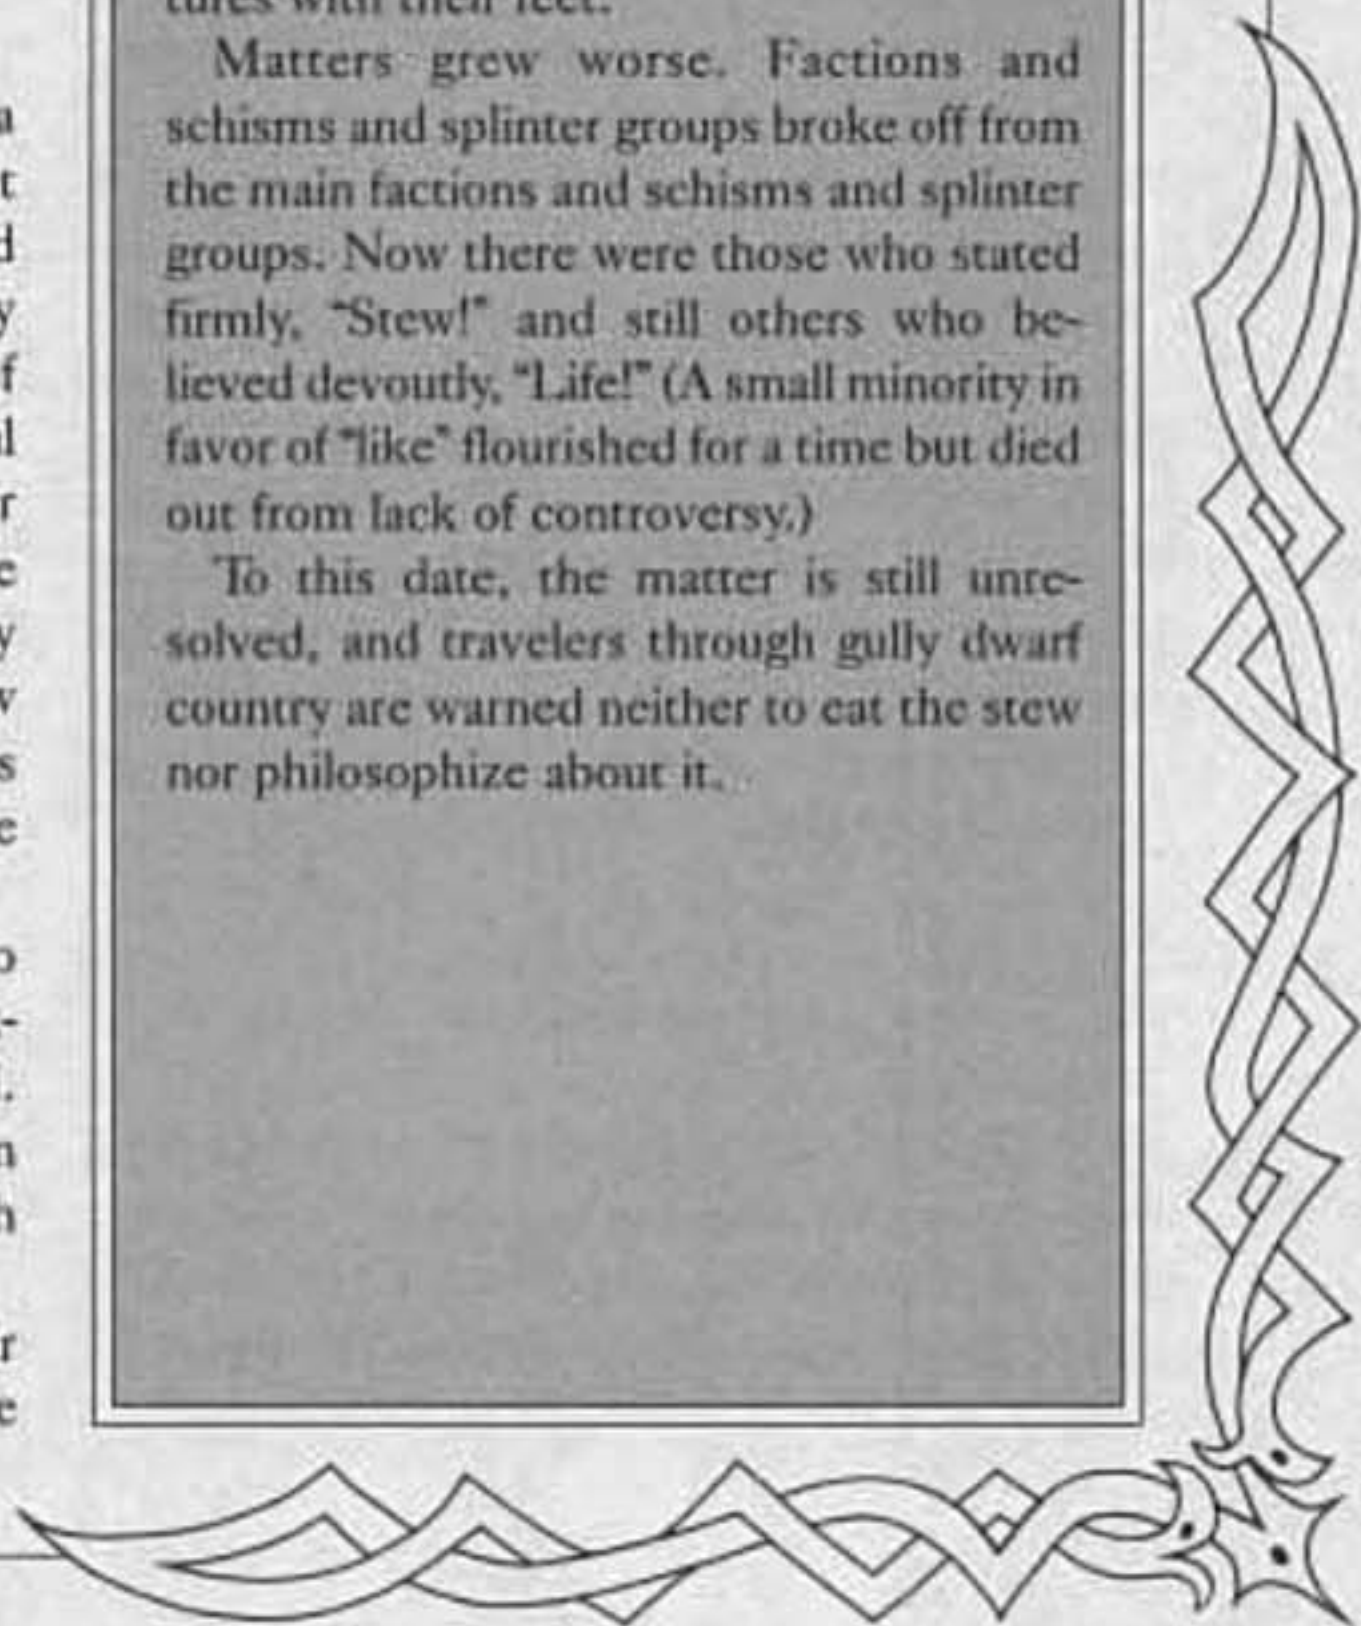 Matters grew worse. Factions and
schisms and splinter groups broke off from
the main factions and schisms and splinter
groups. Now there were those who stated
firmly, "Stew!" and still others who be-
lieved devoutly, "Life!" (A small minority in
favor of "like" flourished for a time but died
out from lack of controversy.)
To this date, the matter is still unre-
solved, and travelers through gully dwarf
country are warned neither to eat the stew
nor philosophize about it.